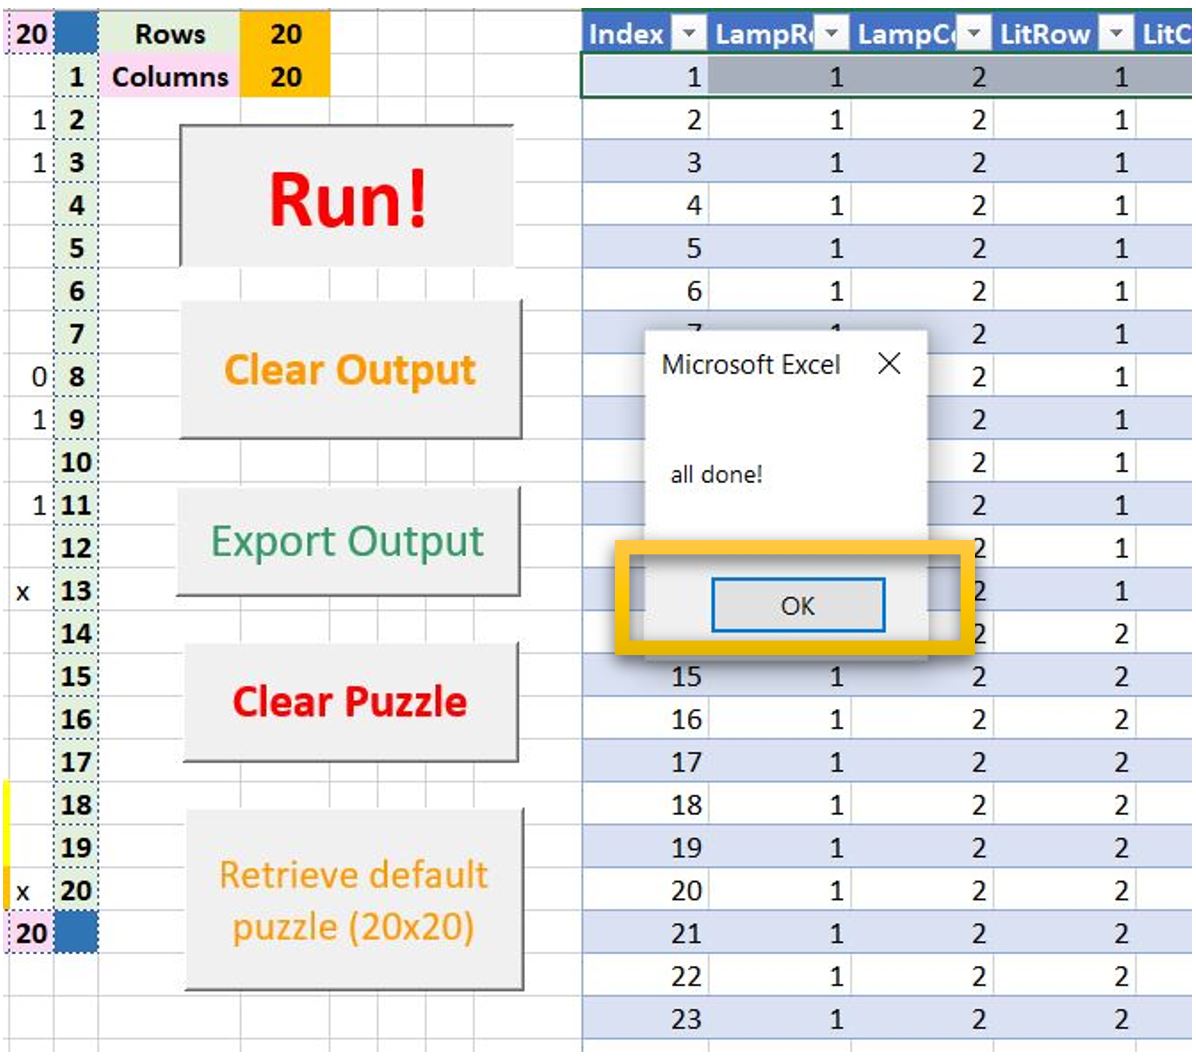 20 Rows 20 Index LampRo LampCo LitRow LitC
1 Columns 20 1 1 2 1
1 2 2 1 2 1
1 3 3 1 2 1
4 4 1 2 1
5 5 1 2 1
6 6 1 2 1
7 7 1 2 1
0 8 2 1
1 9 2 1
10 2 1
1 11 2 1
12 2 1
x 13 2 1
14 2 2
15 15 1 2 2
16 16 1 2 2
17 17 1 2 2
18 18 1 2 2
19 19 1 2 2
x 20 20 1 2 2
20 21 1 2 2
22 1 2 2
23 1 2 2
Run!
Clear Output
Export Output
Clear Puzzle
Retrieve default
puzzle (20x20)
Microsoft Excel
all done!
OK